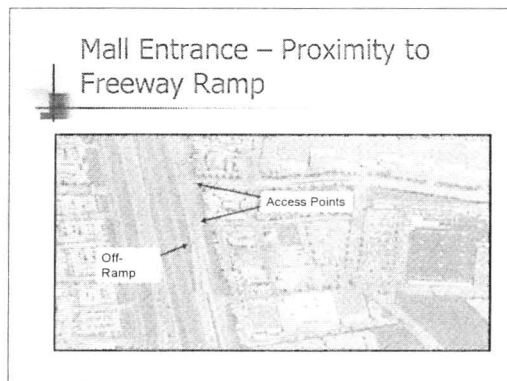 Mall Entrance – Proximity to
Freeway Ramp
Access Points
Off-
Ramp